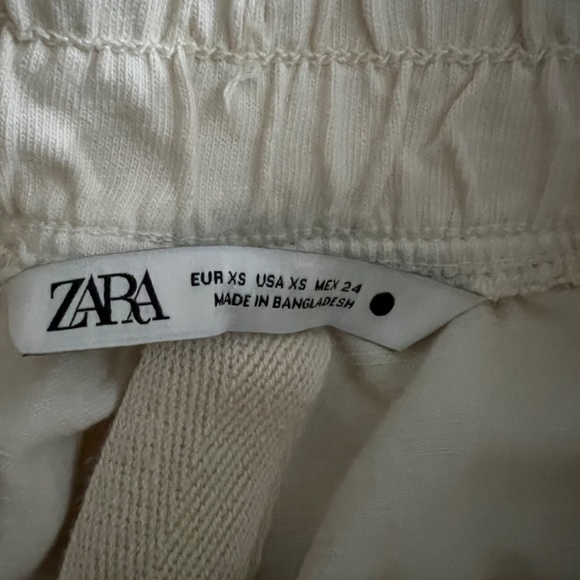 ZARA
EUR XS USA XS MEX 24
MADE IN BANGLADESH